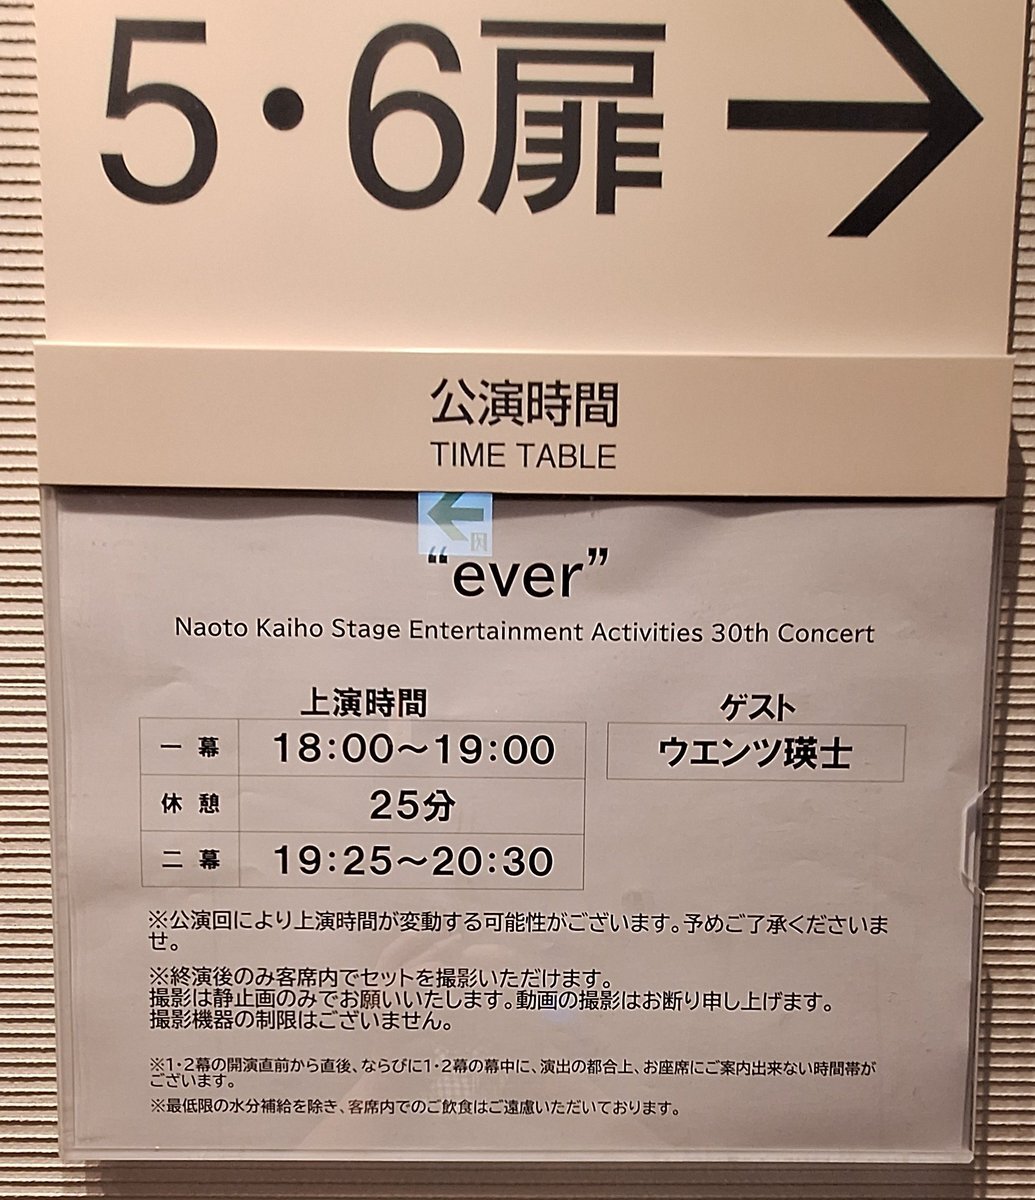 5・6扉 →
公演時間
TIME TABLE
“ever”
Naoto Kaiho Stage Entertainment Activities 30th Concert
上演時間
一幕 18:00～19:00
休憩 25分
二幕 19:25～20:30
ゲスト
ウエンツ瑛士
※公演回により上演時間が変動する可能性がございます。予めご了承くださいま
せ。
※終演後のみ客席内でセットを撮影いただけます。
撮影は静止画のみでお願いいたします。動画の撮影はお断り申し上げます。
撮影機器の制限はございません。
※1・2幕の開演直前から直後、ならびに1・2幕の幕中に、演出の都合上、お座席にご案内出来ない時間帯が
ございます。
※最低限の水分補給を除き、客席内でのご飲食はご遠慮いただいております。